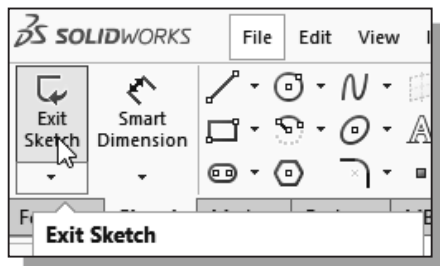 SOLIDWORKS
File Edit View
Exit Sketch
Smart Dimension
Exit Sketch